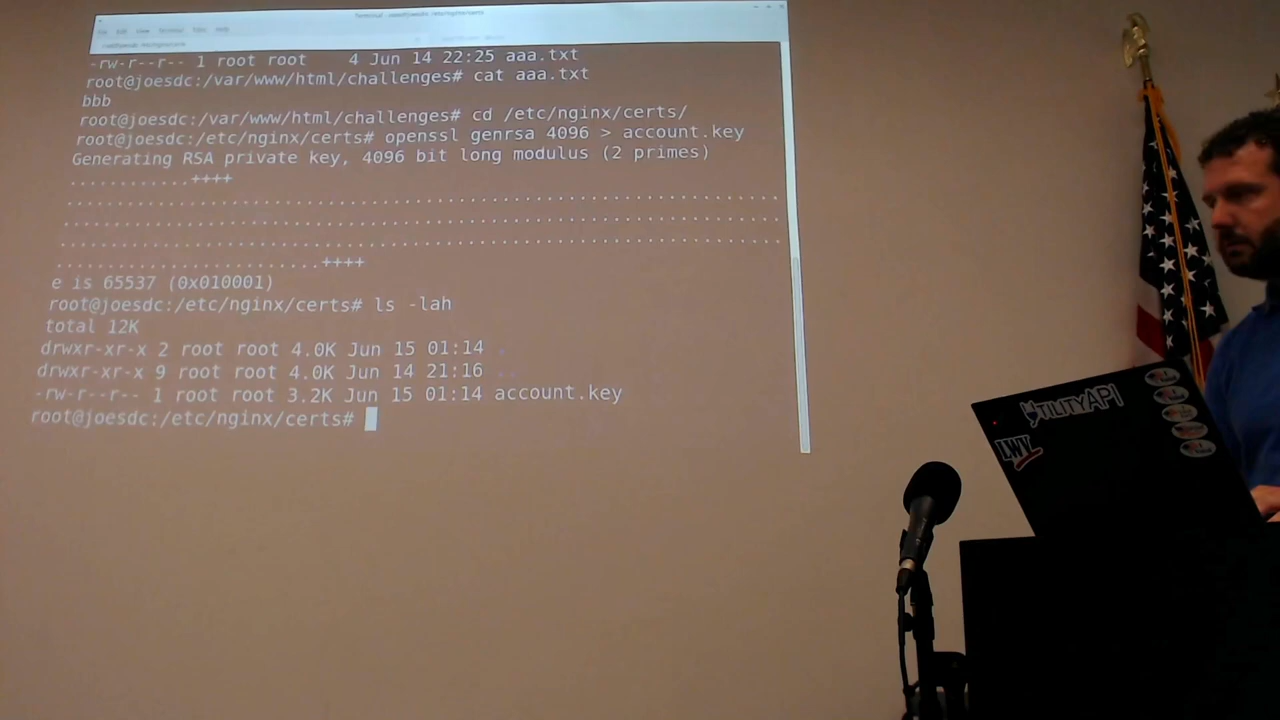 -rw-r--r-- 1 root root    4 Jun 14 22:25 aaa.txt
root@joesdc:/var/www/html/challenges# cat aaa.txt
bbb
root@joesdc:/var/www/html/challenges# cd /etc/nginx/certs/
root@joesdc:/etc/nginx/certs# openssl genrsa 4096 > account.key
Generating RSA private key, 4096 bit long modulus (2 primes)
............++++
....................................................................................
....................................................................................
....................................................................................
..........................++++
e is 65537 (0x010001)
root@joesdc:/etc/nginx/certs# ls -lah
total 12K
drwxr-xr-x 2 root root 4.0K Jun 15 01:14 .
drwxr-xr-x 9 root root 4.0K Jun 14 21:16 ..
-rw-r--r-- 1 root root 3.2K Jun 15 01:14 account.key
root@joesdc:/etc/nginx/certs#
UTILITYAPI
LWV